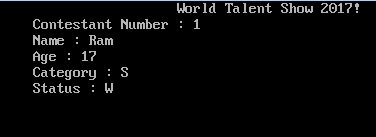 World Talent Show 2017!
Contestant Number : 1
Name : Ram
Age : 17
Category : S
Status : W